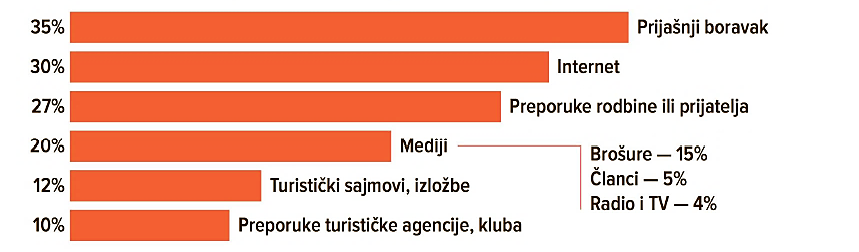 35% Prijašnji boravak
30% Internet
27% Preporuke rodbine ili prijatelja
20% Mediji
Brošure — 15%
Članci — 5%
Radio i TV — 4%
12% Turistički sajmovi, izložbe
10% Preporuke turističke agencije, kluba